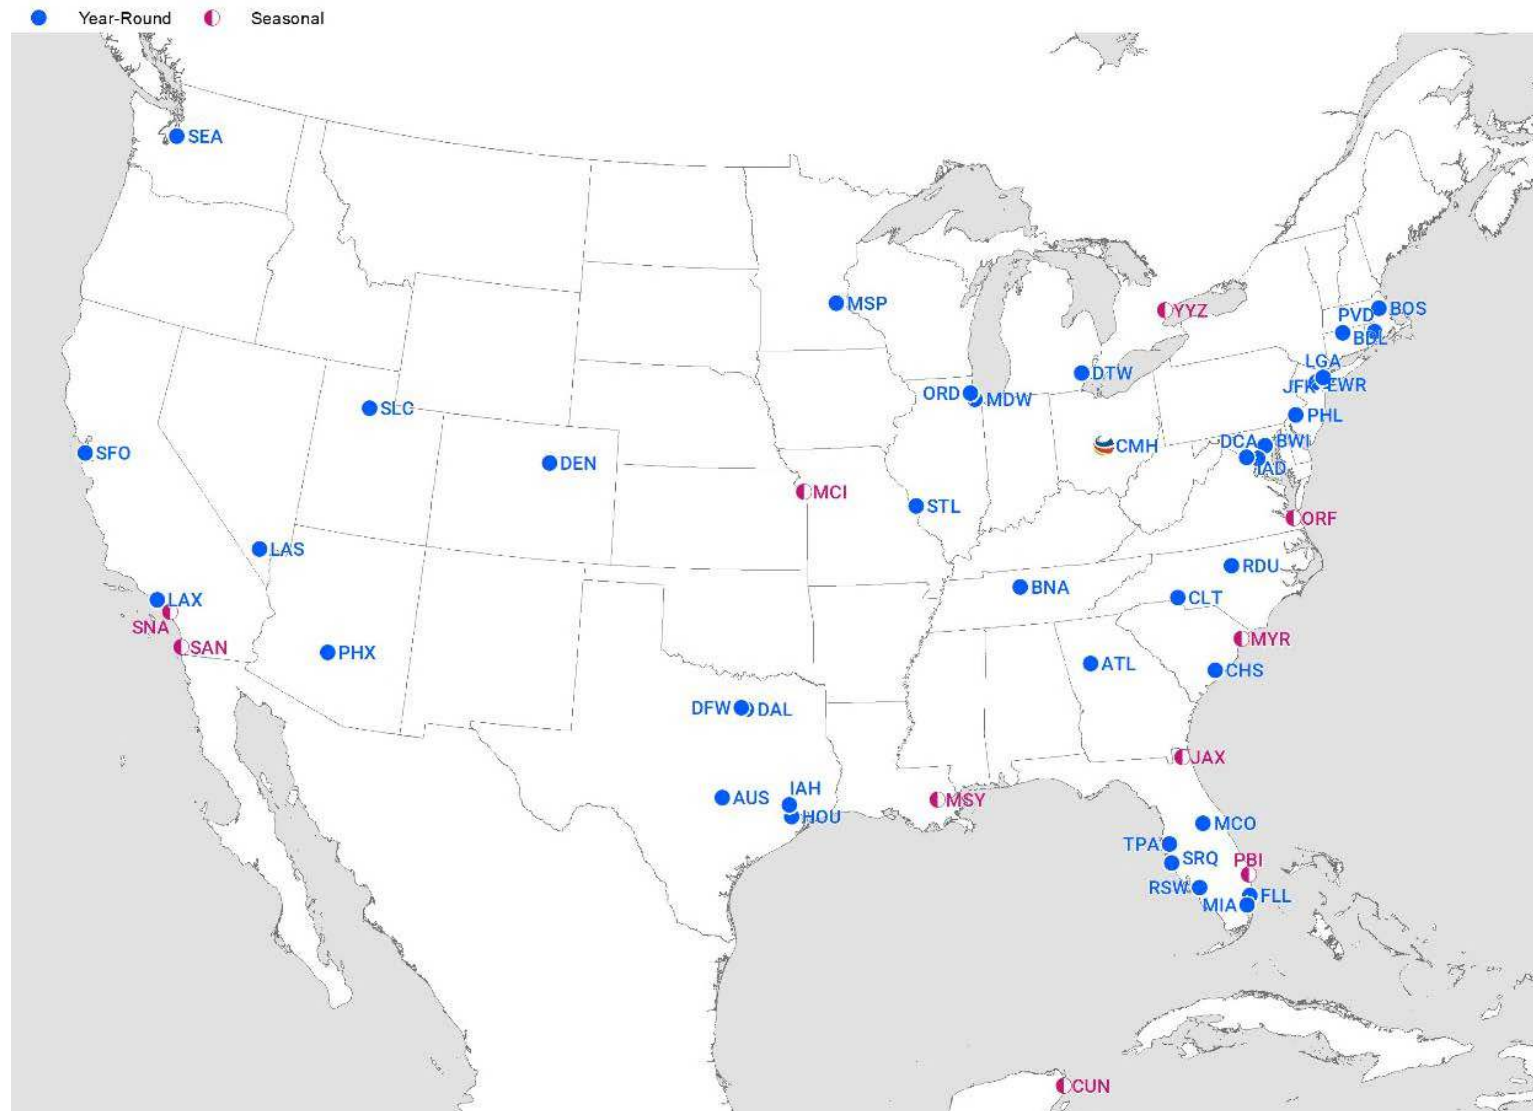 Year-Round Seasonal
SEA
MSP
YYZ
BOS
PVD
BDL
LGA
DTW
JFK EWR
ORD MDW
SLC
PHL
DCA BWI
CMH
SFO
DEN
IAD
MCI
STL
ORF
LAS
RDU
BNA
LAX
CLT
SNA
MYR
SAN
PHX
ATL
CHS
DFW DAL
JAX
IAH
AUS
MSY
HOU
MCO
TPA
SRQ PBI
RSW
FLL
MIA
CUN